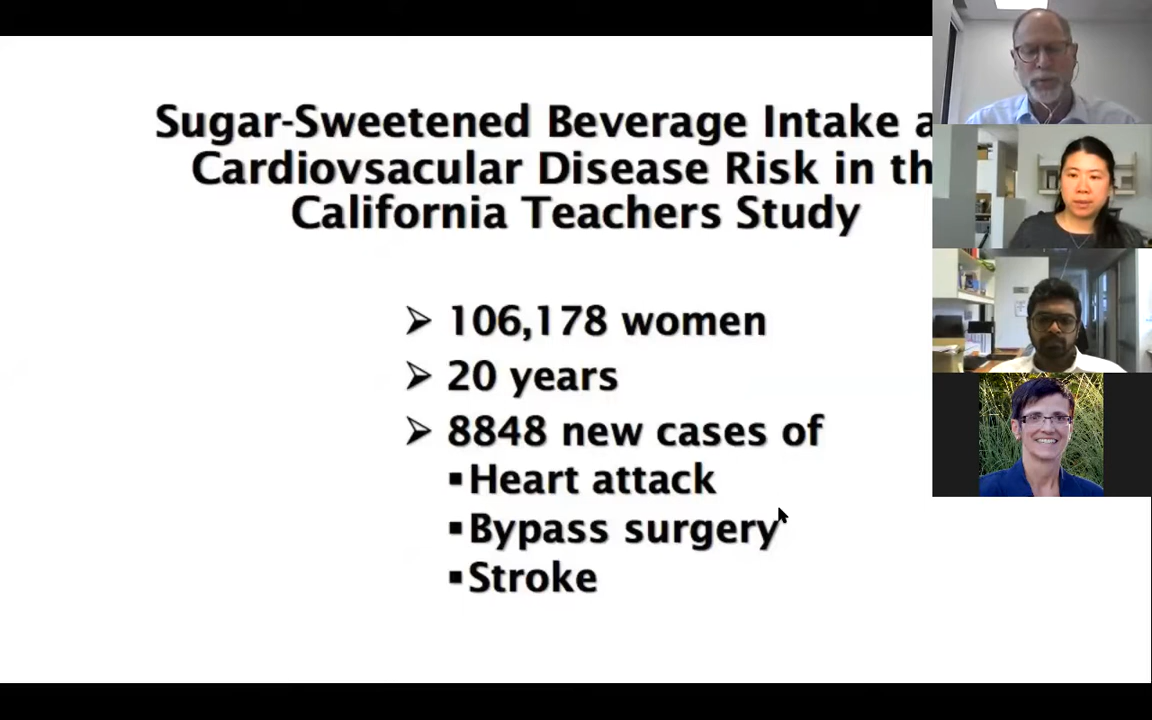 Sugar-Sweetened Beverage Intake a
Cardiovsacular Disease Risk in th
California Teachers Study
➢ 106,178 women
➢ 20 years
➢ 8848 new cases of
▪Heart attack
▪Bypass surgery
▪Stroke